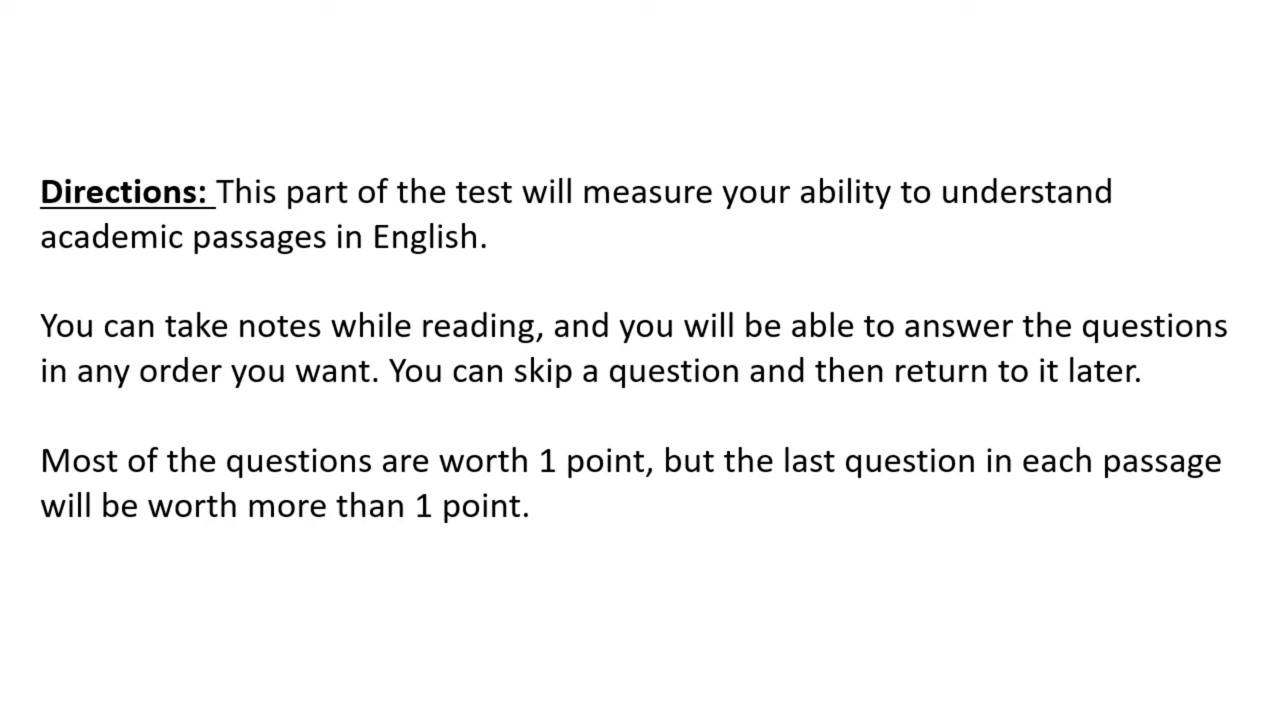 Directions: This part of the test will measure your ability to understand
academic passages in English.
You can take notes while reading, and you will be able to answer the questions
in any order you want. You can skip a question and then return to it later.
Most of the questions are worth 1 point, but the last question in each passage
will be worth more than 1 point.